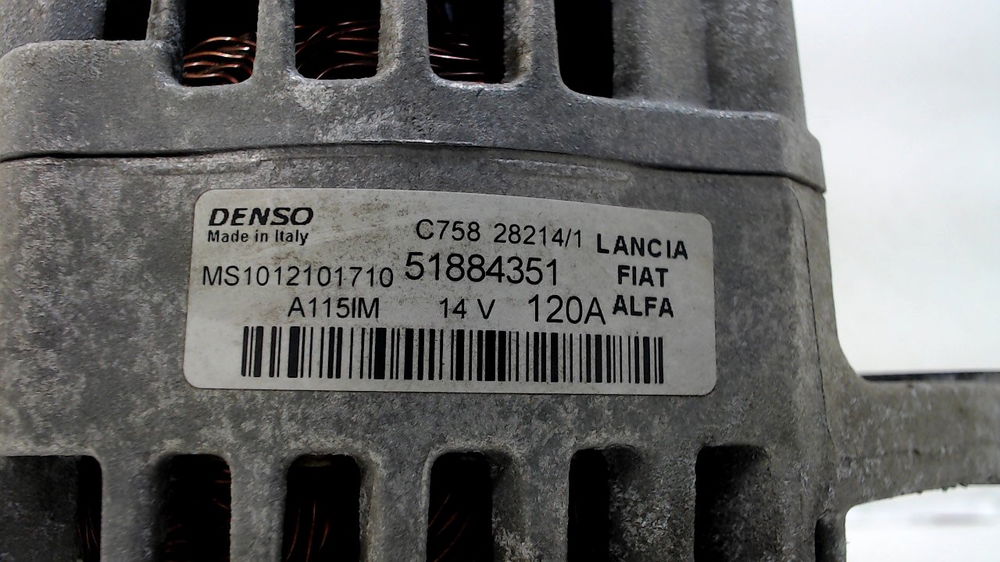 DENSO
Made in Italy
C758 28214/1
MS1012101710 51884351
A115IM 14 V 120A
LANCIA
FIAT
ALFA